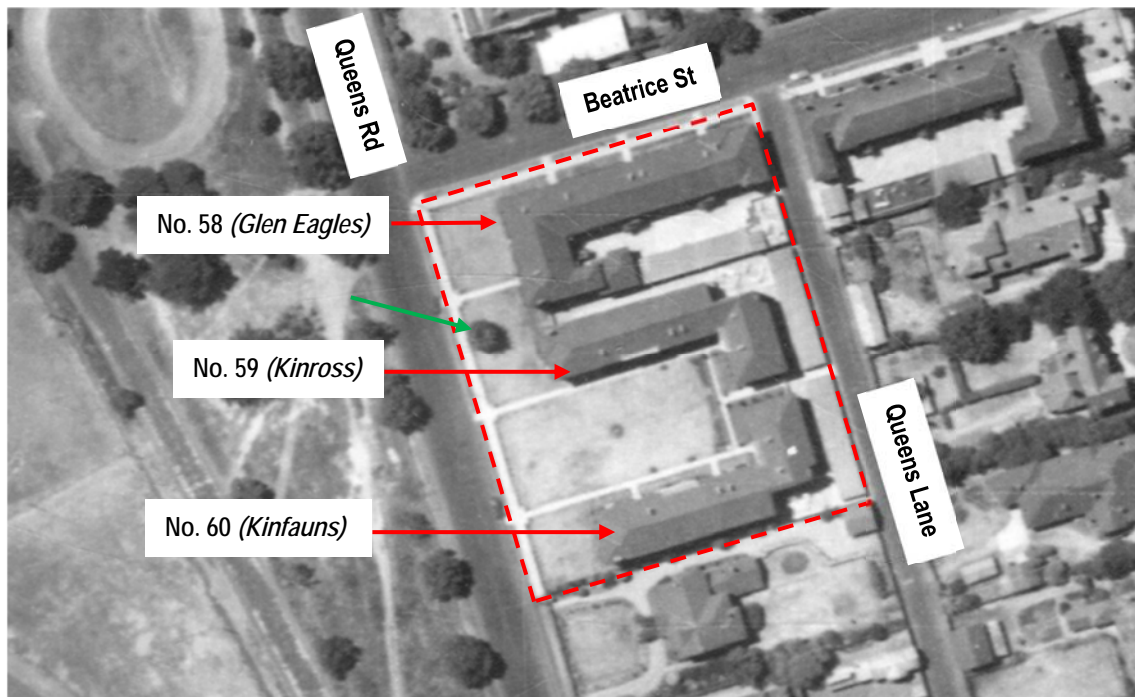 Queens Rd
Beatrice St
No. 58 (Glen Eagles)
No. 59 (Kinross)
Queens Lane
No. 60 (Kinfauns)